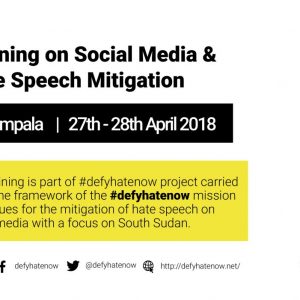 ning on Social Media &
e Speech Mitigation
mpala | 27th - 28th April 2018
ining is part of #defyhatenow project carried
ne framework of the #defyhatenow mission
ues for the mitigation of hate speech on
media with a focus on South Sudan.
defyhatenow @defyhatenow http://defyhatenow.net/